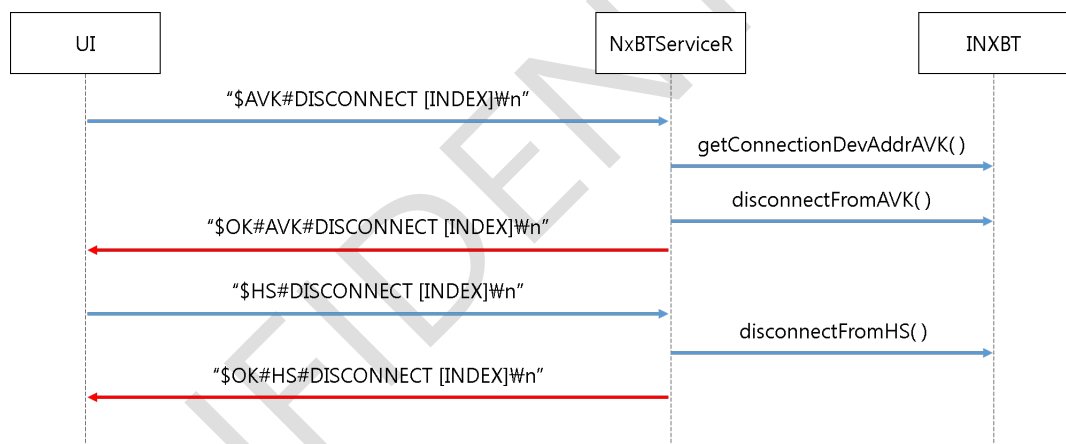 UI
NxBTServiceR
INXBT
“$AVK#DISCONNECT [INDEX]₩n”
getConnectionDevAddrAVK( )
disconnectFromAVK( )
“$OK#AVK#DISCONNECT [INDEX]₩n”
“$HS#DISCONNECT [INDEX]₩n”
disconnectFromHS( )
“$OK#HS#DISCONNECT [INDEX]₩n”
IFIDEN